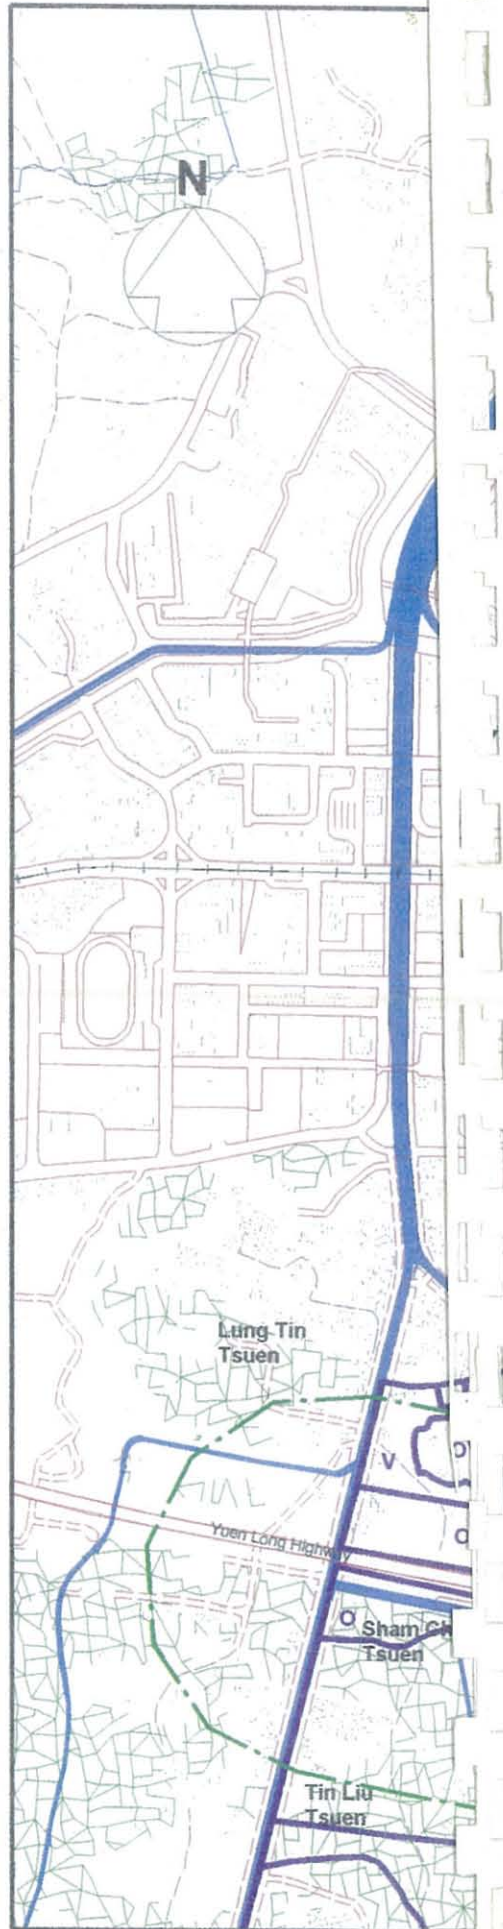 N
Lung Tin
Tsuen
V
O
O
Yuen Long Highway
O
Sham
Tsuen
Tin Liu
Tsuen